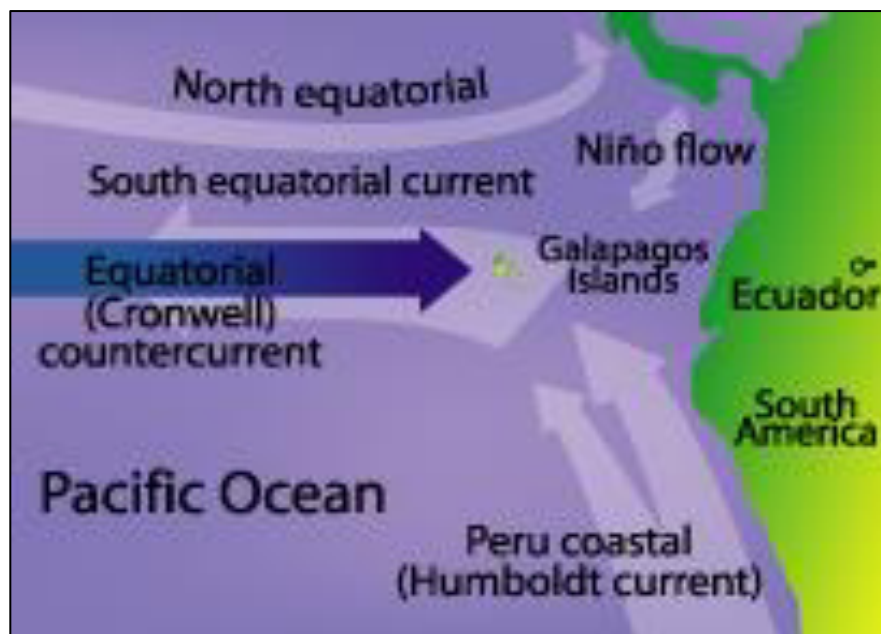 North equatorial
Niño flow
South equatorial current
Galapagos
Islands
Equatorial
(Cronwell)
countercurrent
Ecuador
South
America
Pacific Ocean
Peru coastal
(Humboldt current)